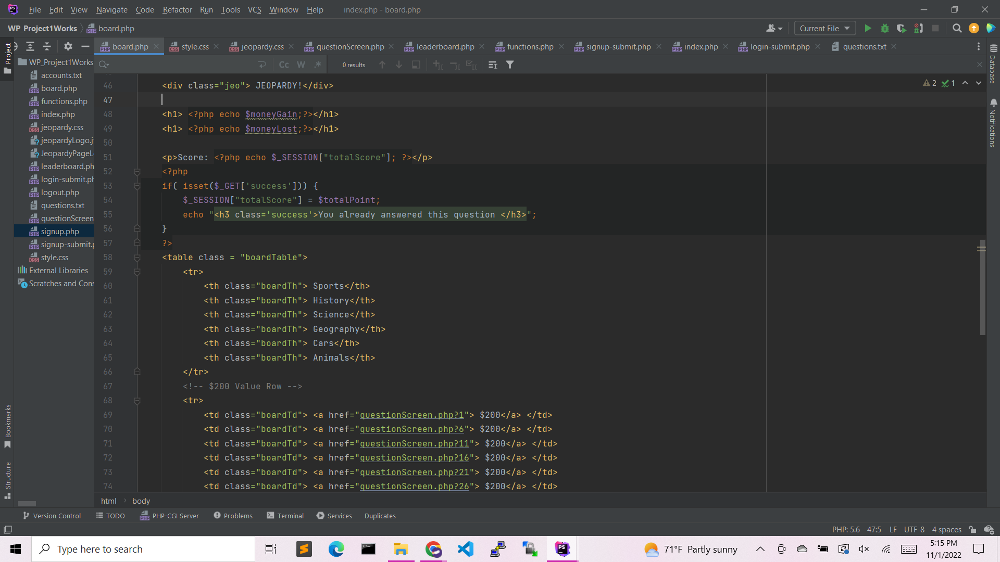 File Edit View Navigate Code Refactor Run Tools VCS Window Help index.php - board.php
WP_Project1Works board.php Current File
board.php style.css jeopardy.css questionScreen.php leaderboard.php functions.php signup-submit.php index.php login-submit.php questions.txt
Cc W .* 0 results
Project
WP_Project1Works
accounts.txt
board.php
functions.php
index.php
jeopardy.css
jeopardyLogo.j
JeopardyPageL
leaderboard.ph
login-submit.ph
logout.php
questions.txt
questionScreen
signup.php
signup-submit.p
style.css
External Libraries
Scratches and Cons
Bookmarks
Structure
46 <div class="jeo"> JEOPARDY!</div>
47
48 <h1> <?php echo $moneyGain;?></h1>
49 <h1> <?php echo $moneyLost;?></h1>
50
51 <p>Score: <?php echo $_SESSION["totalScore"]; ?></p>
52 <?php
53 if( isset($_GET['success'])) {
54 $_SESSION["totalScore"] = $totalPoint;
55 echo "<h3 class='success'>You already answered this question </h3>";
56 }
57 ?>
58 <table class = "boardTable">
59 <tr>
60 <th class="boardTh"> Sports</th>
61 <th class="boardTh"> History</th>
62 <th class="boardTh"> Science</th>
63 <th class="boardTh"> Geography</th>
64 <th class="boardTh"> Cars</th>
65 <th class="boardTh"> Animals</th>
66 </tr>
67 <!-- $200 Value Row -->
68 <tr>
69 <td class="boardTd"> <a href="questionScreen.php?1"> $200</a> </td>
70 <td class="boardTd"> <a href="questionScreen.php?6"> $200</a> </td>
71 <td class="boardTd"> <a href="questionScreen.php?11"> $200</a> </td>
72 <td class="boardTd"> <a href="questionScreen.php?16"> $200</a> </td>
73 <td class="boardTd"> <a href="questionScreen.php?21"> $200</a> </td>
74 <td class="boardTd"> <a href="questionScreen.php?26"> $200</a> </td>
2 1
Database
Notifications
html body
Version Control TODO PHP-CGI Server Problems Terminal Services Duplicates
PHP: 5.6 47:5 LF UTF-8 4 spaces
Type here to search
71°F Partly sunny
5:15 PM
11/1/2022